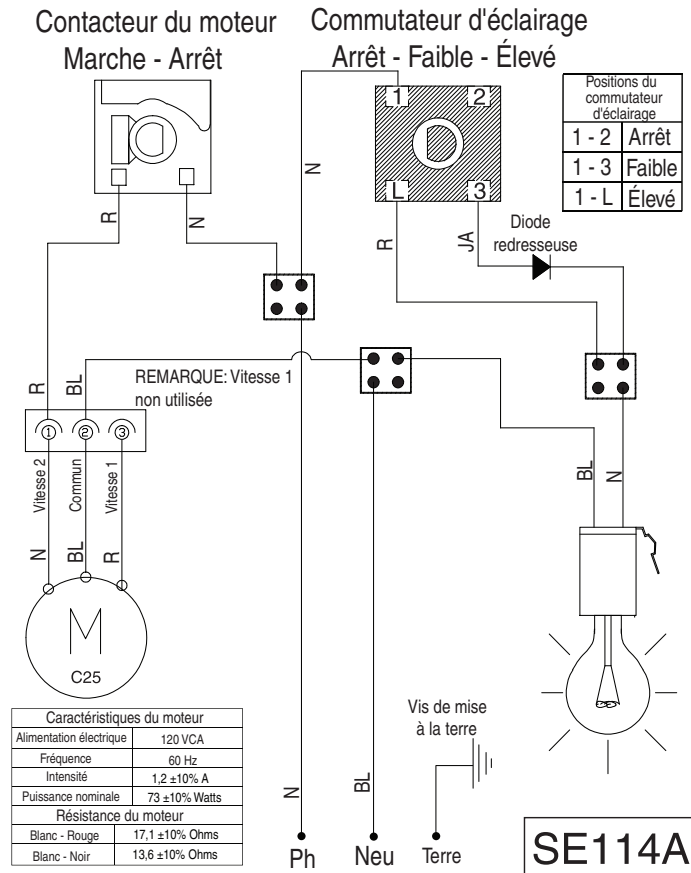 Contacteur du moteur
Marche - Arrêt
Commutateur d'éclairage
Arrêt - Faible - Élevé
1
2
L
3
Positions du
commutateur
d'éclairage
1 - 2 Arrêt
1 - 3 Faible
1 - L Élevé
N
R
N
R
JA
Diode
redresseuse
R
BL
REMARQUE: Vitesse 1
non utilisée
1
2
3
Vitesse 2
Commun
Vitesse 1
BL
N
N
BL
R
M
C25
Caractéristiques du moteur
Alimentation électrique 120 VCA
Fréquence 60 Hz
Intensité 1,2 ±10% A
Puissance nominale 73 ±10% Watts
Résistance du moteur
Blanc - Rouge 17,1 ±10% Ohms
Blanc - Noir 13,6 ±10% Ohms
Vis de mise
à la terre
N
BL
Ph
Neu
Terre
SE114A